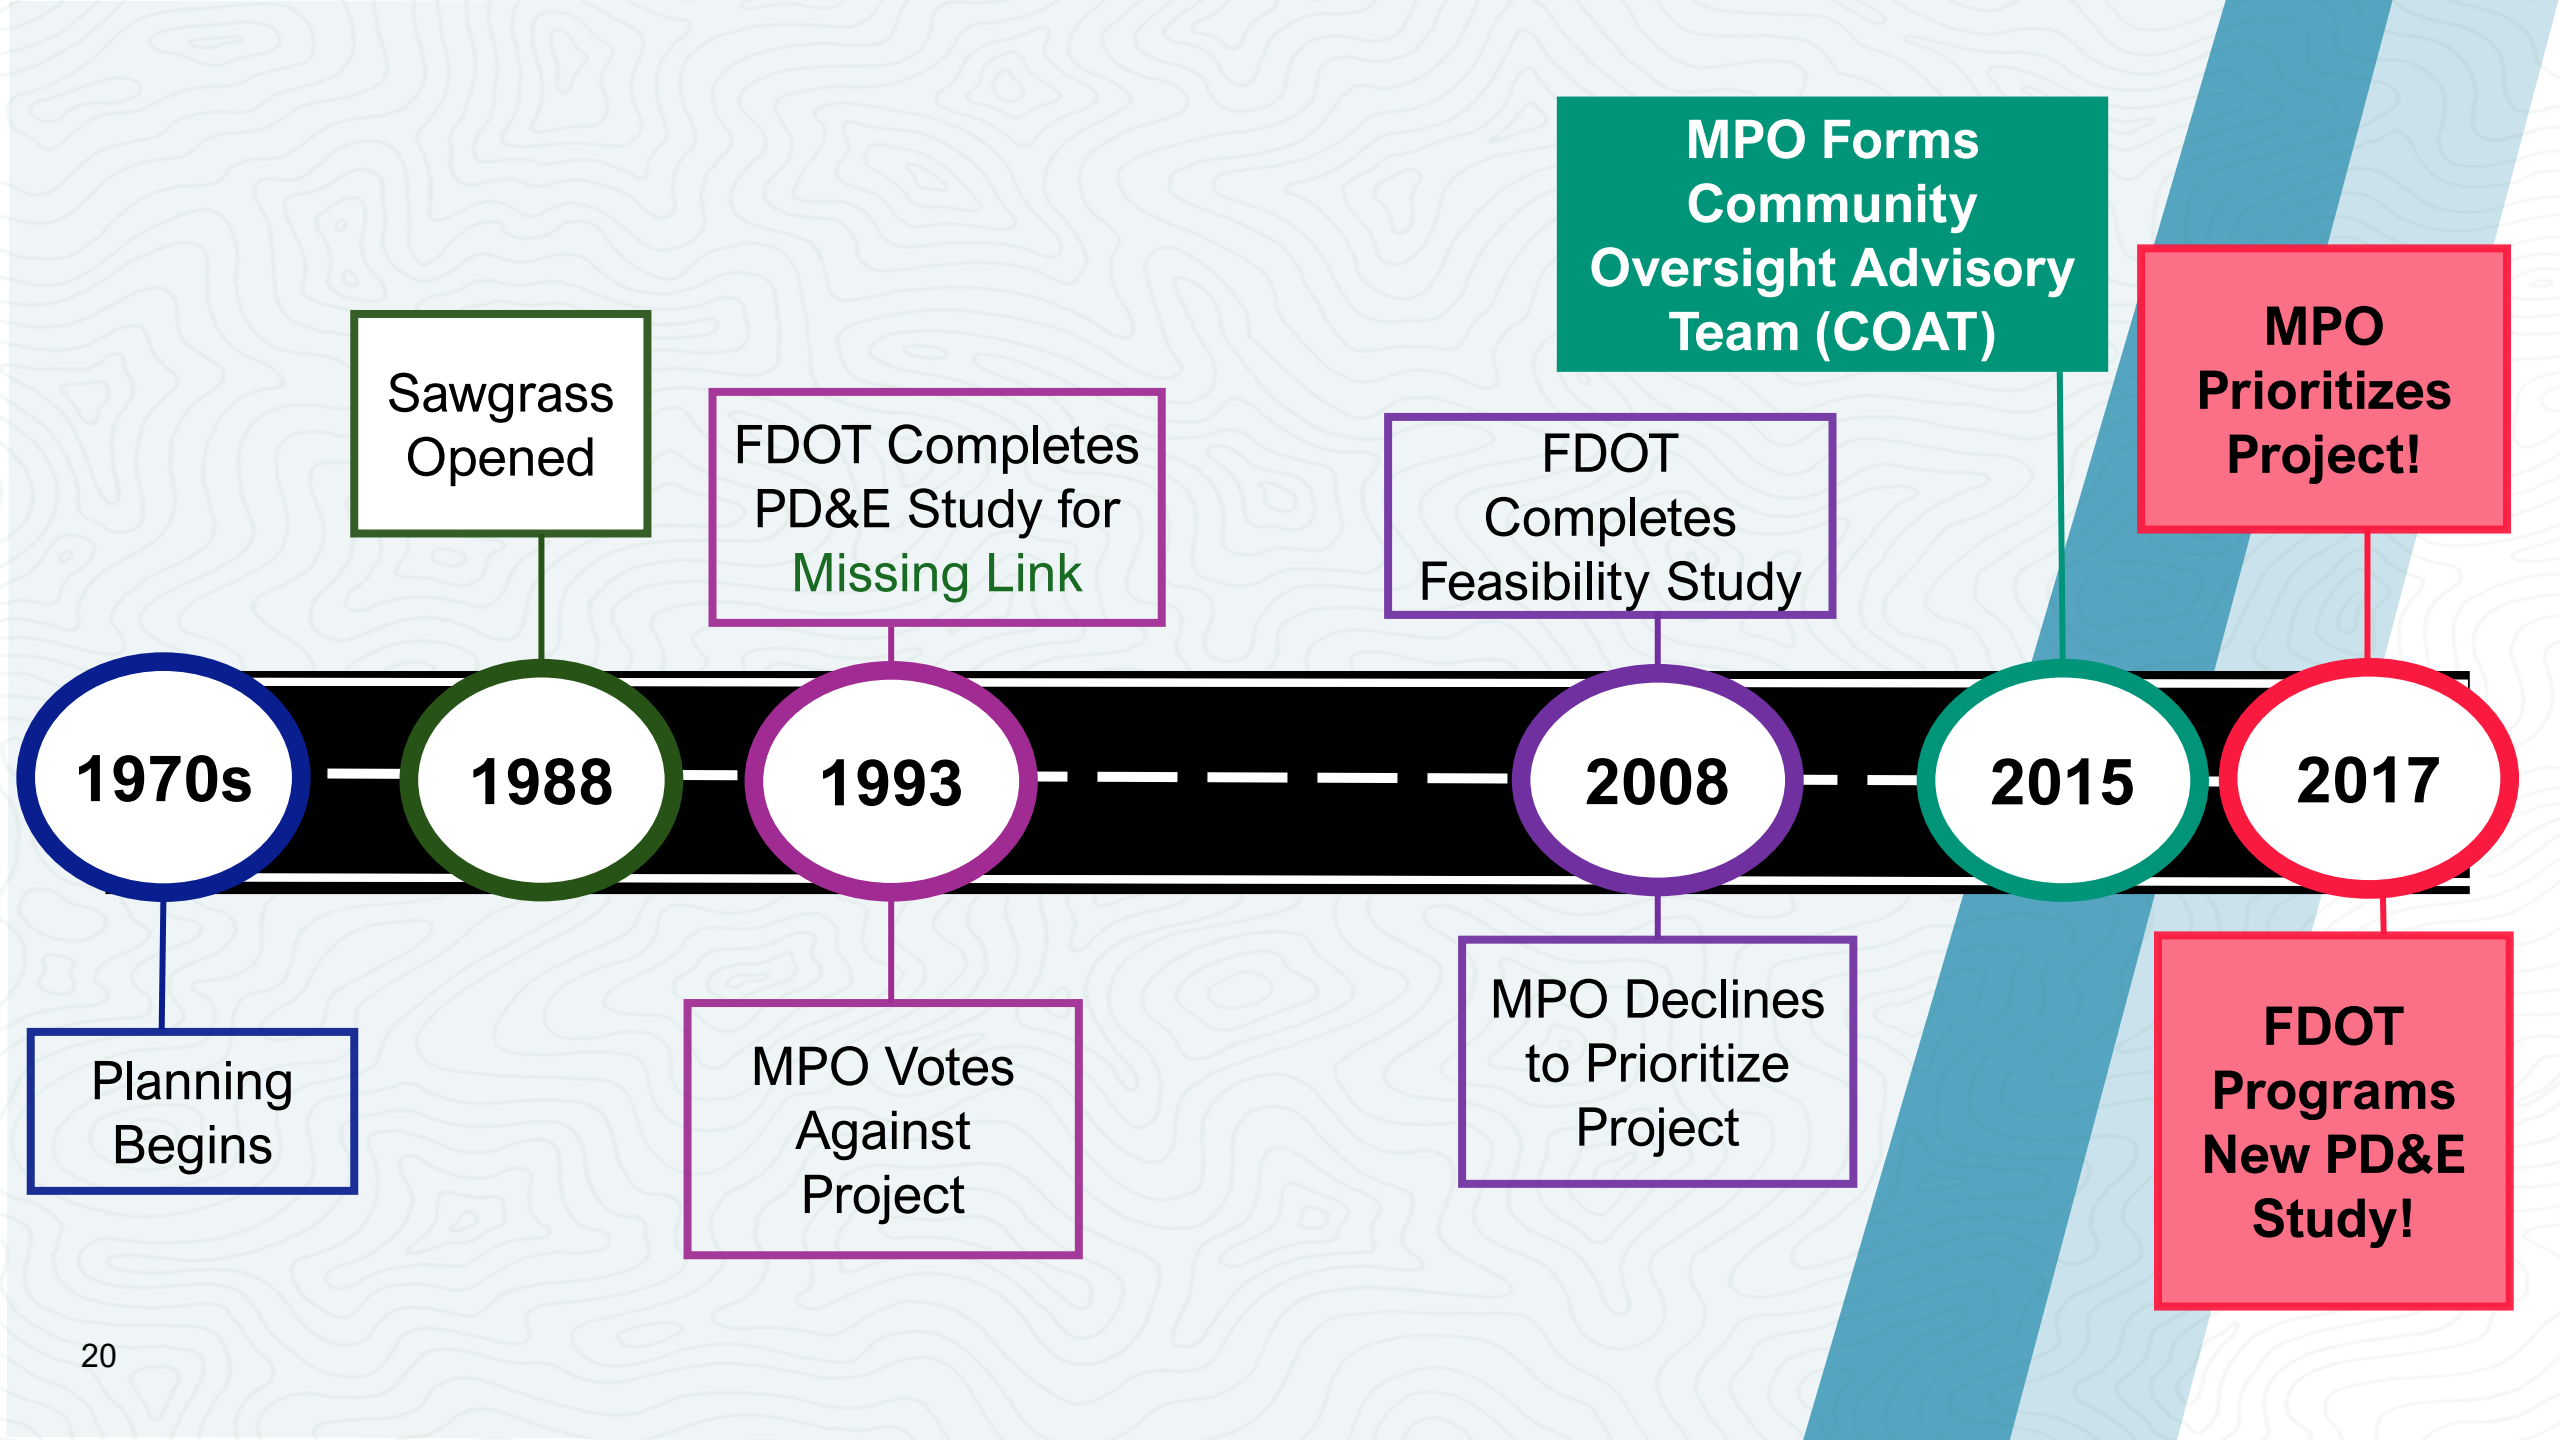 MPO Forms
Community
Oversight Advisory
Team (COAT)
MPO
Prioritizes
Project!
Sawgrass
Opened
FDOT Completes
PD&E Study for
Missing Link
FDOT
Completes
Feasibility Study
1970s
1988
1993
2008
2015
2017
Planning
Begins
MPO Votes
Against
Project
MPO Declines
to Prioritize
Project
FDOT
Programs
New PD&E
Study!
20